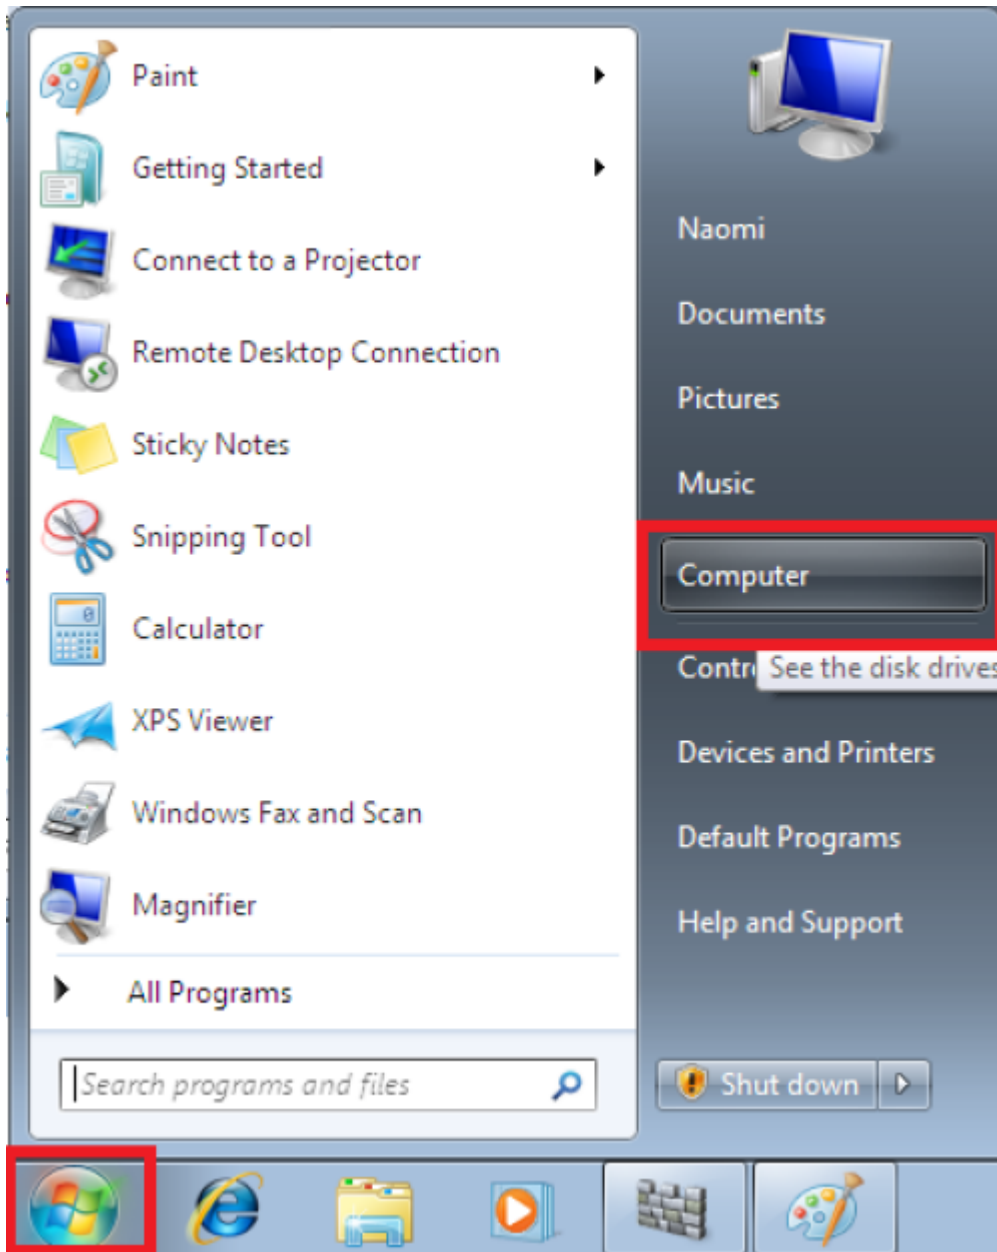 Paint
Getting Started
Connect to a Projector
Remote Desktop Connection
Sticky Notes
Snipping Tool
Calculator
XPS Viewer
Windows Fax and Scan
Magnifier
All Programs
Search programs and files
Naomi
Documents
Pictures
Music
Computer
Contr See the disk drives
Devices and Printers
Default Programs
Help and Support
Shut down